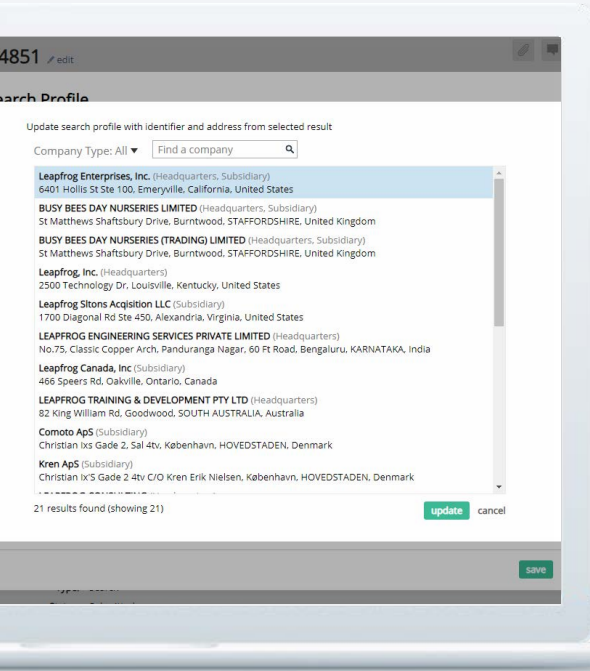 4851 edit
earch Profile
Update search profile with identifier and address from selected result
Company Type: All ▼ Find a company
Leapfrog Enterprises, Inc. (Headquarters, Subsidiary)
6401 Hollis St Ste 100, Emeryville, California, United States
BUSY BEES DAY NURSERIES LIMITED (Headquarters, Subsidiary)
St Matthews Shaftsbury Drive, Burntwood, STAFFORDSHIRE, United Kingdom
BUSY BEES DAY NURSERIES (TRADING) LIMITED (Headquarters, Subsidiary)
St Matthews Shaftsbury Drive, Burntwood, STAFFORDSHIRE, United Kingdom
Leapfrog, Inc. (Headquarters)
2500 Technology Dr, Louisville, Kentucky, United States
Leapfrog Sltons Acqisition LLC (Subsidiary)
1700 Diagonal Rd Ste 450, Alexandria, Virginia, United States
LEAPFROG ENGINEERING SERVICES PRIVATE LIMITED (Headquarters)
No.75, Classic Copper Arch, Panduranga Nagar, 60 Ft Road, Bengaluru, KARNATAKA, India
Leapfrog Canada, Inc (Subsidiary)
466 Speers Rd, Oakville, Ontario, Canada
LEAPFROG TRAINING & DEVELOPMENT PTY LTD (Headquarters)
82 King William Rd, Goodwood, SOUTH AUSTRALIA, Australia
Comoto ApS (Subsidiary)
Christian Ixs Gade 2, Sal 4tv, København, HOVEDSTADEN, Denmark
Kren ApS (Subsidiary)
Christian Ix'S Gade 2 4tv C/O Kren Erik Nielsen, København, HOVEDSTADEN, Denmark
21 results found (showing 21)
update cancel
save